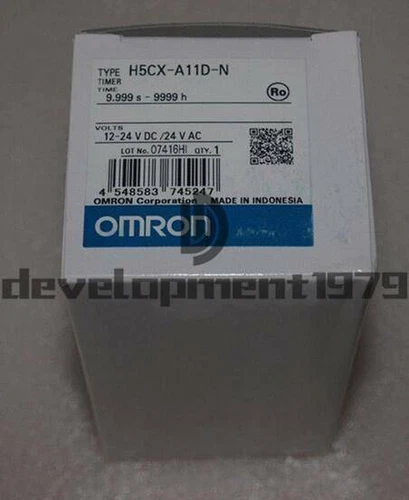 TYPE H5CX-A11D-N
TIMER
TIME
9.999 s - 9999 h
Ro
VOLTS
12-24 V DC /24 V AC
LOT No. 07416HI QTY. 1
4 548583 745247
OMRON Corporation MADE IN INDONESIA
OMRON
development1979